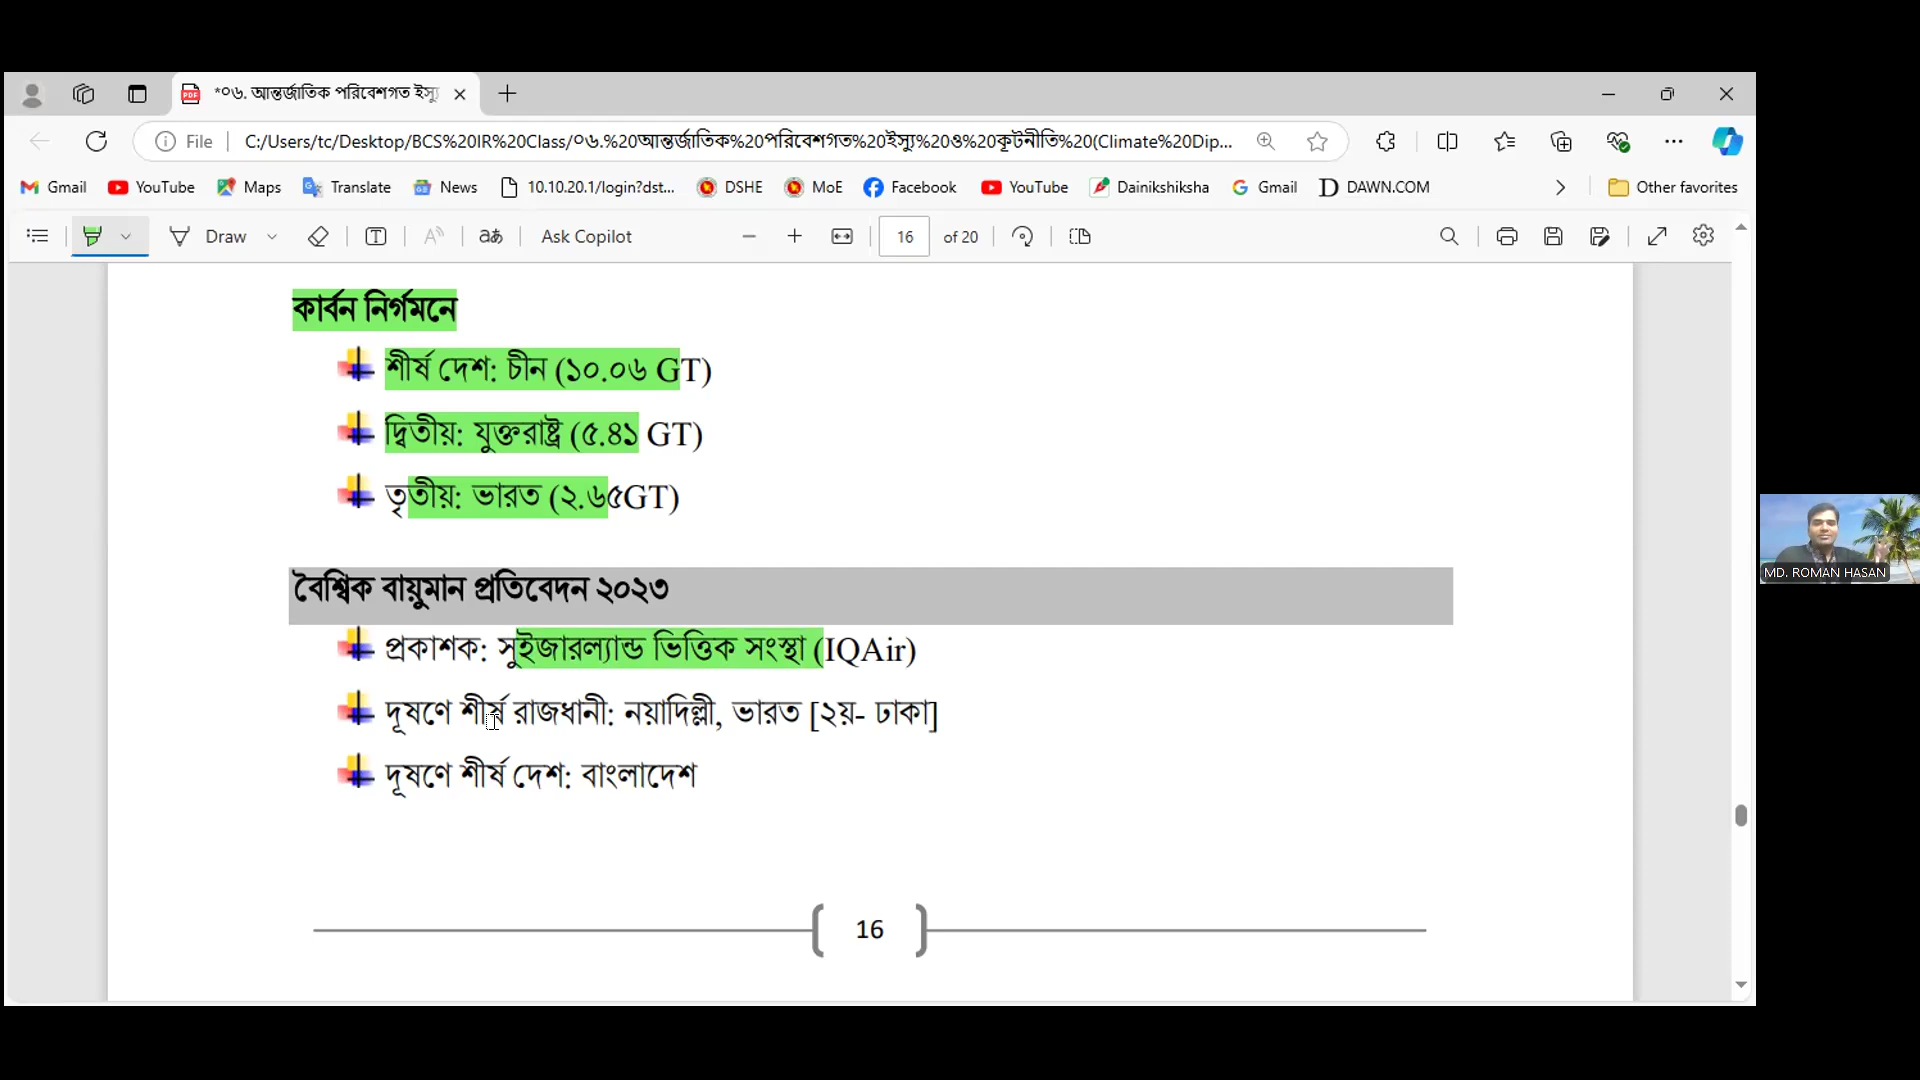 *০৬. আন্তর্জাতিক পরিবেশগত ইস্যু
File C:/Users/tc/Desktop/BCS%20IR%20Class/০৬.%20আন্তর্জাতিক%20পরিবেশগত%20ইস্যু%20ও%20কূটনীতি%20(Climate%20Dip...
Gmail YouTube Maps Translate News 10.10.20.1/login?dst... DSHE MoE Facebook YouTube Dainikshiksha Gmail DAWN.COM Other favorites
Draw Ask Copilot 16 of 20
কার্বন নির্গমনে
শীর্ষ দেশ: চীন (১০.০৬ GT)
দ্বিতীয়: যুক্তরাষ্ট্র (৫.৪১ GT)
তৃতীয়: ভারত (২.৬৫GT)
বৈশ্বিক বায়ুমান প্রতিবেদন ২০২৩
প্রকাশক: সুইজারল্যান্ড ভিত্তিক সংস্থা (IQAir)
দূষণে শীর্ষ রাজধানী: নয়াদিল্লী, ভারত [২য়- ঢাকা]
দূষণে শীর্ষ দেশ: বাংলাদেশ
16
MD. ROMAN HASAN